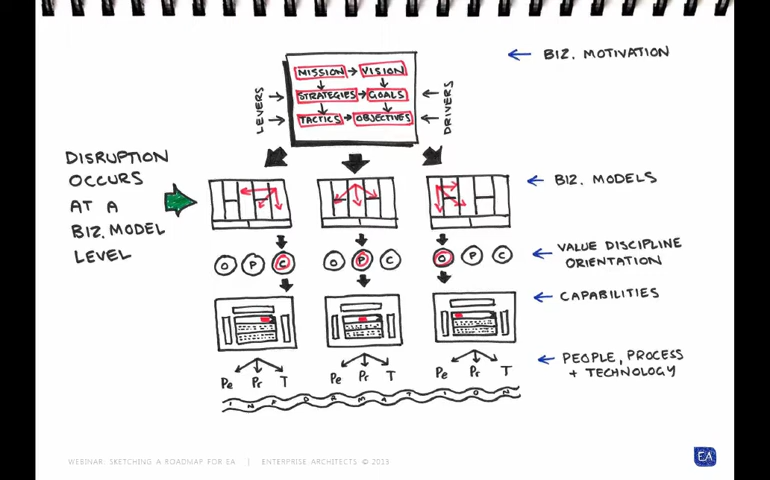 BIZ. MOTIVATION
MISSION VISION
STRATEGIES GOALS
TACTICS OBJECTIVES
LEVERS
DRIVERS
DISRUPTION
OCCURS
AT A
BIZ. MODEL
LEVEL
BIZ. MODELS
O P C O P C O P C
VALUE DISCIPLINE
ORIENTATION
CAPABILITIES
Pe Pr T Pe Pr T Pe Pr T
PEOPLE, PROCESS
+ TECHNOLOGY
INFORMATION
WEBINAR: SKETCHING A ROADMAP FOR EA | ENTERPRISE ARCHITECTS © 2013
EA